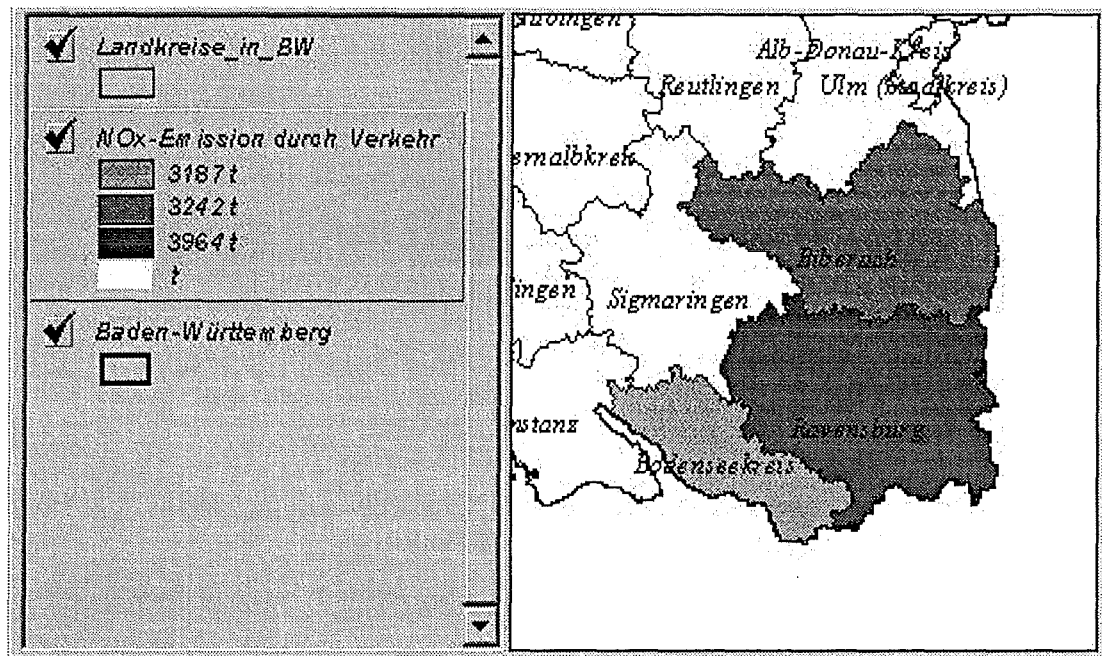 Landkreise_in_BW
NOx-Emission durch Verkehr
3187 t
3242 t
3964 t
t
Baden-Württemberg
Alb-Donau-Kreis
Reutlingen
Ulm (Stadtkreis)
Biberach
Sigmaringen
Ravensburg
Bodenseekreis